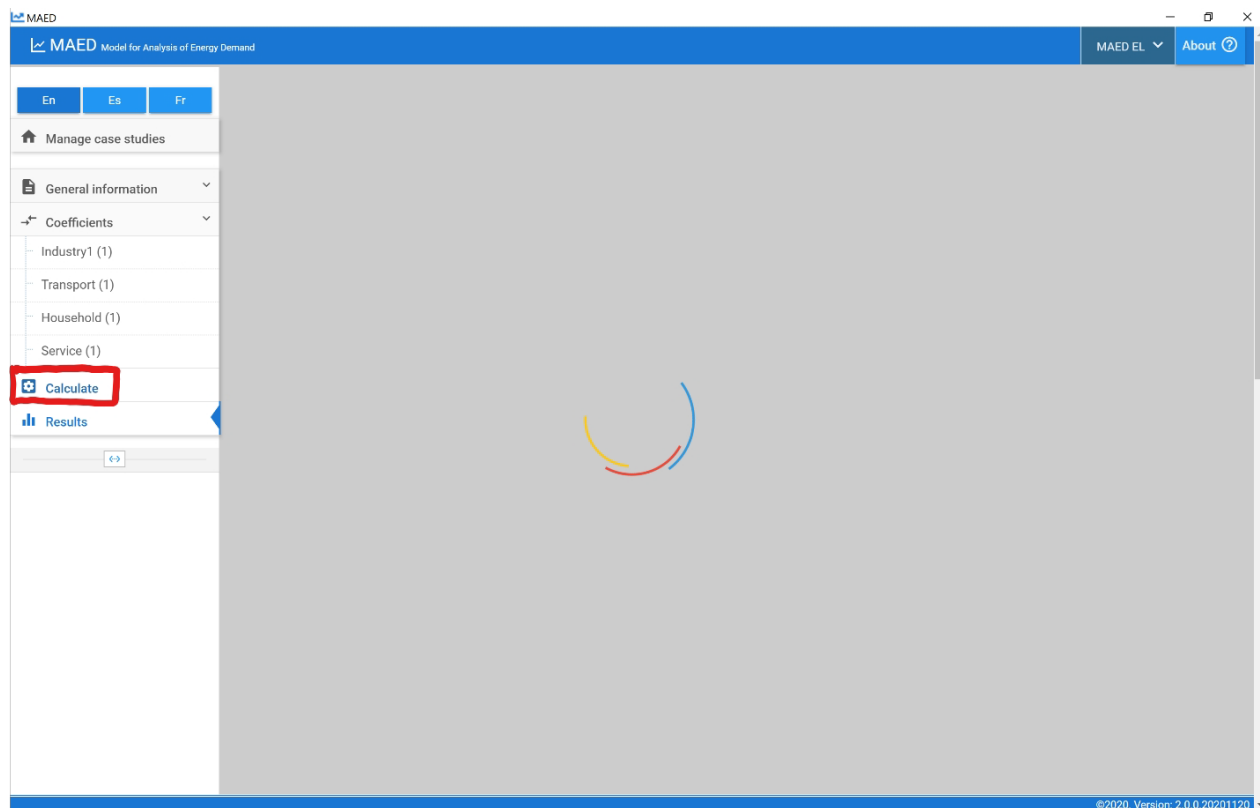 MAED
MAED Model for Analysis of Energy Demand
MAED EL
About
En Es Fr
Manage case studies
General information
Coefficients
Industry1 (1)
Transport (1)
Household (1)
Service (1)
Calculate
Results
©2020. Version: 2.0.0.20201120